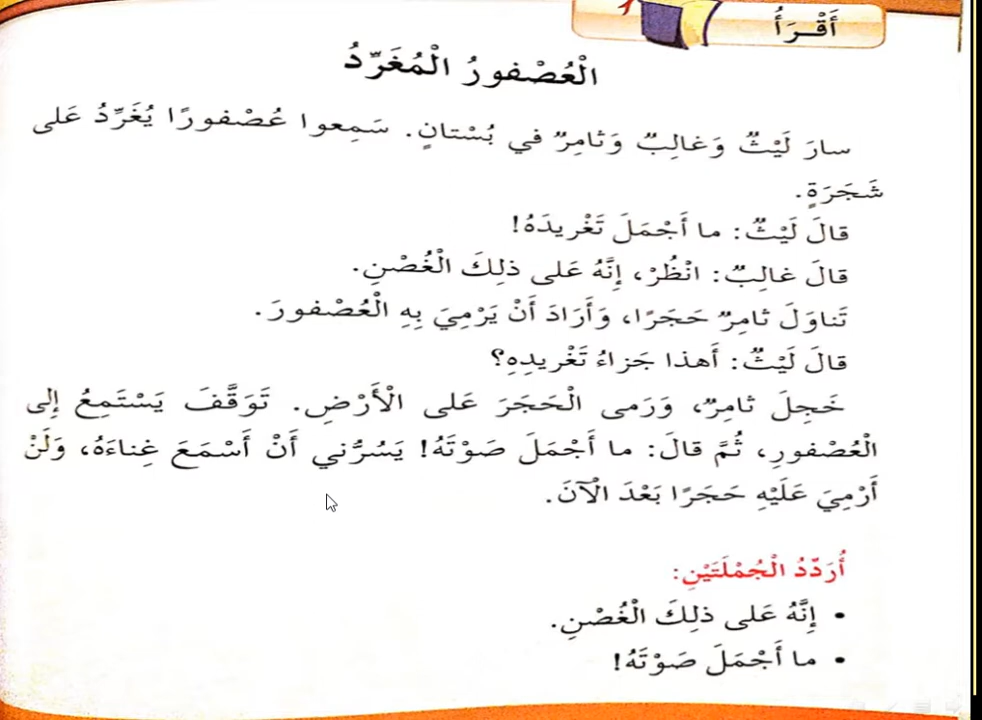 أَقْرَأُ
الْعُصْفورُ الْمُغَرِّدُ
سارَ لَيْثٌ وَغالِبٌ وَثامِرٌ في بُسْتانٍ. سَمِعوا عُصْفورًا يُغَرِّدُ عَلى
شَجَرَةٍ.
قالَ لَيْثٌ: ما أَجْمَلَ تَغْريدَهُ!
قالَ غالِبٌ: انْظُرْ، إِنَّهُ عَلى ذلِكَ الْغُصْنِ.
تَناوَلَ ثامِرٌ حَجَرًا، وَأَرَادَ أَنْ يَرْمِيَ بِهِ الْعُصْفورَ.
قالَ لَيْثٌ: أَهذا جَزاءُ تَغْريدِهِ؟
خَجِلَ ثامِرٌ، وَرَمى الْحَجَرَ عَلى الْأَرْضِ. تَوَقَّفَ يَسْتَمِعُ إِلى
الْعُصْفورِ، ثُمَّ قالَ: ما أَجْمَلَ صَوْتَهُ! يَسُرُّني أَنْ أَسْمَعَ غِناءَهُ، وَلَنْ
أَرْمِيَ عَلَيْهِ حَجَرًا بَعْدَ الْآنَ.
أُرَدِّدُ الْجُمْلَتَيْنِ:
• إِنَّهُ عَلى ذلِكَ الْغُصْنِ.
• ما أَجْمَلَ صَوْتَهُ!